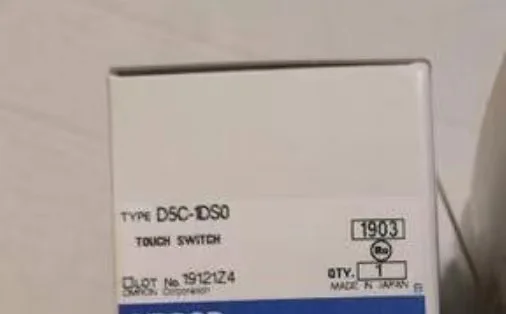 TYPE D5C-1DS0
TOUCH SWITCH
1903
LOT No. 19121Z4
QTY. 1
OMRON Corporation
MADE IN JAPAN